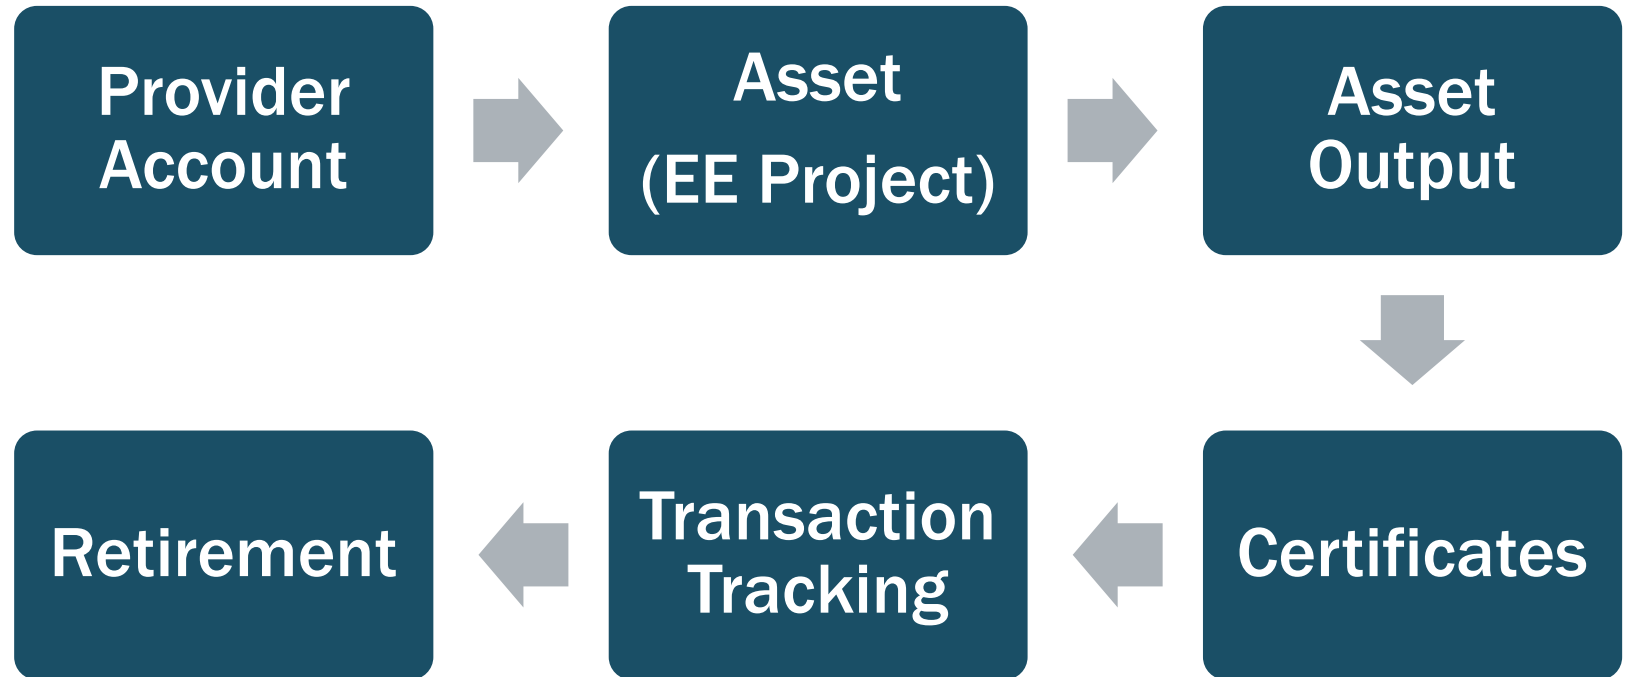 Provider
Account
Asset
(EE Project)
Asset
Output
Certificates
Transaction
Tracking
Retirement